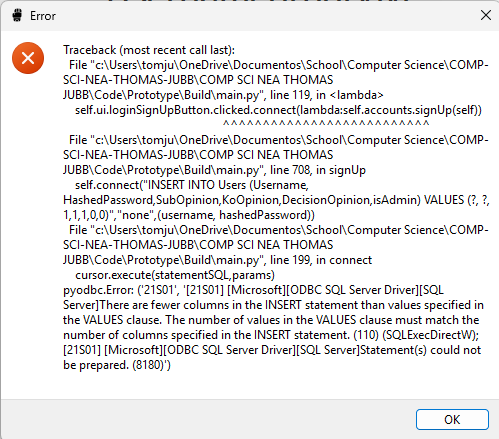 Error
Traceback (most recent call last):
File "c:\Users\tomju\OneDrive\Documentos\School\Computer Science\COMP-
SCI-NEA-THOMAS-JUBB\COMP SCI NEA THOMAS
JUBB\Code\Prototype\Build\main.py", line 119, in <lambda>
self.ui.loginSignUpButton.clicked.connect(lambda:self.accounts.signUp(self))
^^^^^^^^^^^^^^^^^^^^^^^^^^
File "c:\Users\tomju\OneDrive\Documentos\School\Computer Science\COMP-
SCI-NEA-THOMAS-JUBB\COMP SCI NEA THOMAS
JUBB\Code\Prototype\Build\main.py", line 708, in signUp
self.connect("INSERT INTO Users (Username,
HashedPassword,SubOpinion,KoOpinion,DecisionOpinion,isAdmin) VALUES (?, ?,
1,1,1,0,0)","none",(username, hashedPassword))
File "c:\Users\tomju\OneDrive\Documentos\School\Computer Science\COMP-
SCI-NEA-THOMAS-JUBB\COMP SCI NEA THOMAS
JUBB\Code\Prototype\Build\main.py", line 199, in connect
cursor.execute(statementSQL,params)
pyodbc.Error: ('21S01', '[21S01] [Microsoft][ODBC SQL Server Driver][SQL
Server]There are fewer columns in the INSERT statement than values specified in
the VALUES clause. The number of values in the VALUES clause must match the
number of columns specified in the INSERT statement. (110) (SQLExecDirectW);
[21S01] [Microsoft][ODBC SQL Server Driver][SQL Server]Statement(s) could not
be prepared. (8180)')
OK